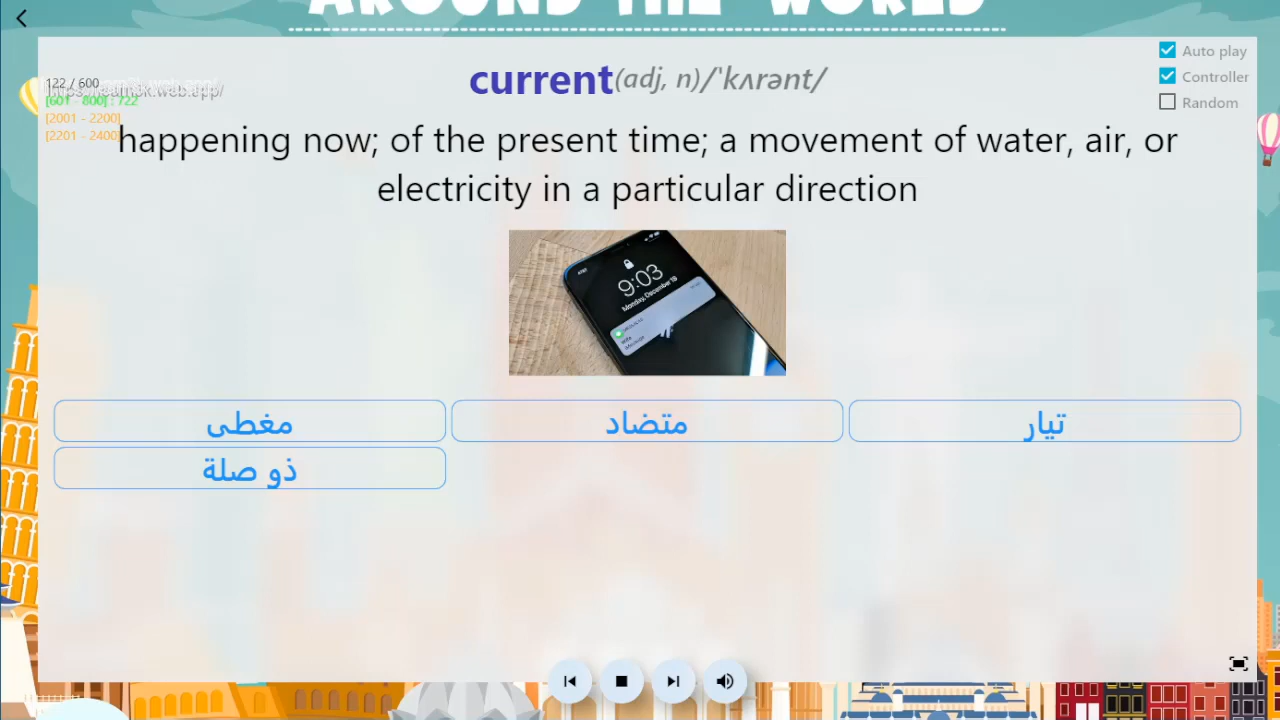 AROUND THE WORLD
Auto play
Controller
Random
122 / 600
[601 - 800] : 722
[2001 - 2200]
[2201 - 2400]
current(adj, n)/ˈkʌrənt/
happening now; of the present time; a movement of water, air, or
electricity in a particular direction
9:03
Monday, December
مغطى
متضاد
تيار
ذو صلة